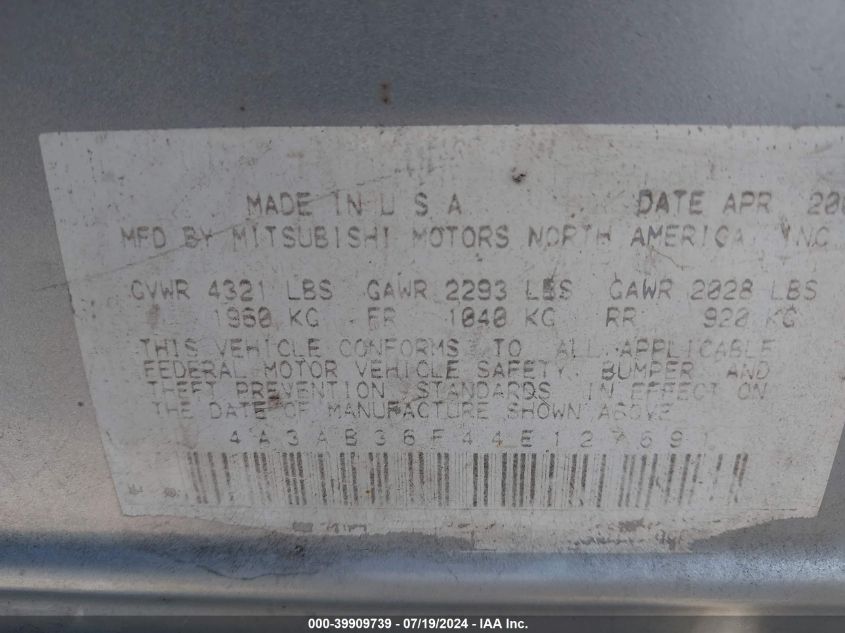 MADE IN U S A DATE APR 200
MFD BY MITSUBISHI MOTORS NORTH AMERICA, INC
GVWR 4321 LBS GAWR 2293 LBS GAWR 2028 LBS
1960 KG FR 1040 KG RR 920 KG
THIS VEHICLE CONFORMS TO ALL APPLICABLE
FEDERAL MOTOR VEHICLE SAFETY, BUMPER AND
THEFT PREVENTION STANDARDS IN EFFECT ON
THE DATE OF MANUFACTURE SHOWN ABOVE
4A3AB36F44E127691
000-39909739 - 07/19/2024 - IAA Inc.